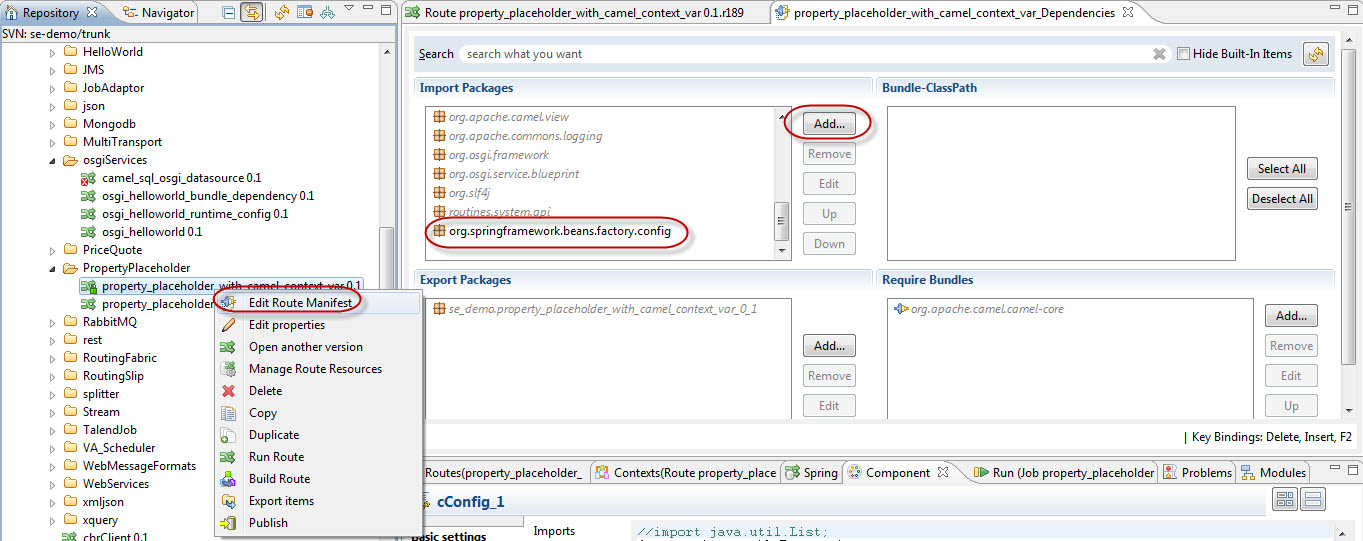 Repository
Navigator
SVN: se-demo/trunk
HelloWorld
JMS
JobAdaptor
json
Mongodb
MultiTransport
osgiServices
camel_sql_osgi_datasource 0.1
osgi_helloworld_bundle_dependency 0.1
osgi_helloworld_runtime_config 0.1
osgi_helloworld 0.1
PriceQuote
PropertyPlaceholder
property_placeholder_with_camel_context_var 0.1
property_placeholder
RabbitMQ
rest
RoutingFabric
RoutingSlip
splitter
Stream
TalendJob
VA_Scheduler
WebMessageFormats
WebServices
xmljson
xquery
cbrClient 0.1
Edit Route Manifest
Edit properties
Open another version
Manage Route Resources
Delete
Copy
Duplicate
Run Route
Build Route
Export items
Publish
Route property_placeholder_with_camel_context_var 0.1.r189
property_placeholder_with_camel_context_var_Dependencies
Search search what you want
Hide Built-In Items
Import Packages
org.apache.camel.view
org.apache.commons.logging
org.osgi.framework
org.osgi.service.blueprint
org.slf4j
routines.system.api
org.springframework.beans.factory.config
Add...
Remove
Edit
Up
Down
Bundle-ClassPath
Select All
Deselect All
Export Packages
se_demo.property_placeholder_with_camel_context_var_0_1
Add...
Remove
Edit
Require Bundles
org.apache.camel.camel-core
Add...
Remove
Edit
Up
| Key Bindings: Delete, Insert, F2
Routes(property_placeholder_
Contexts(Route property_place
Spring
Component
Run (Job property_placeholder
Problems
Modules
cConfig_1
Basic settings
Imports
//import java.util.List;